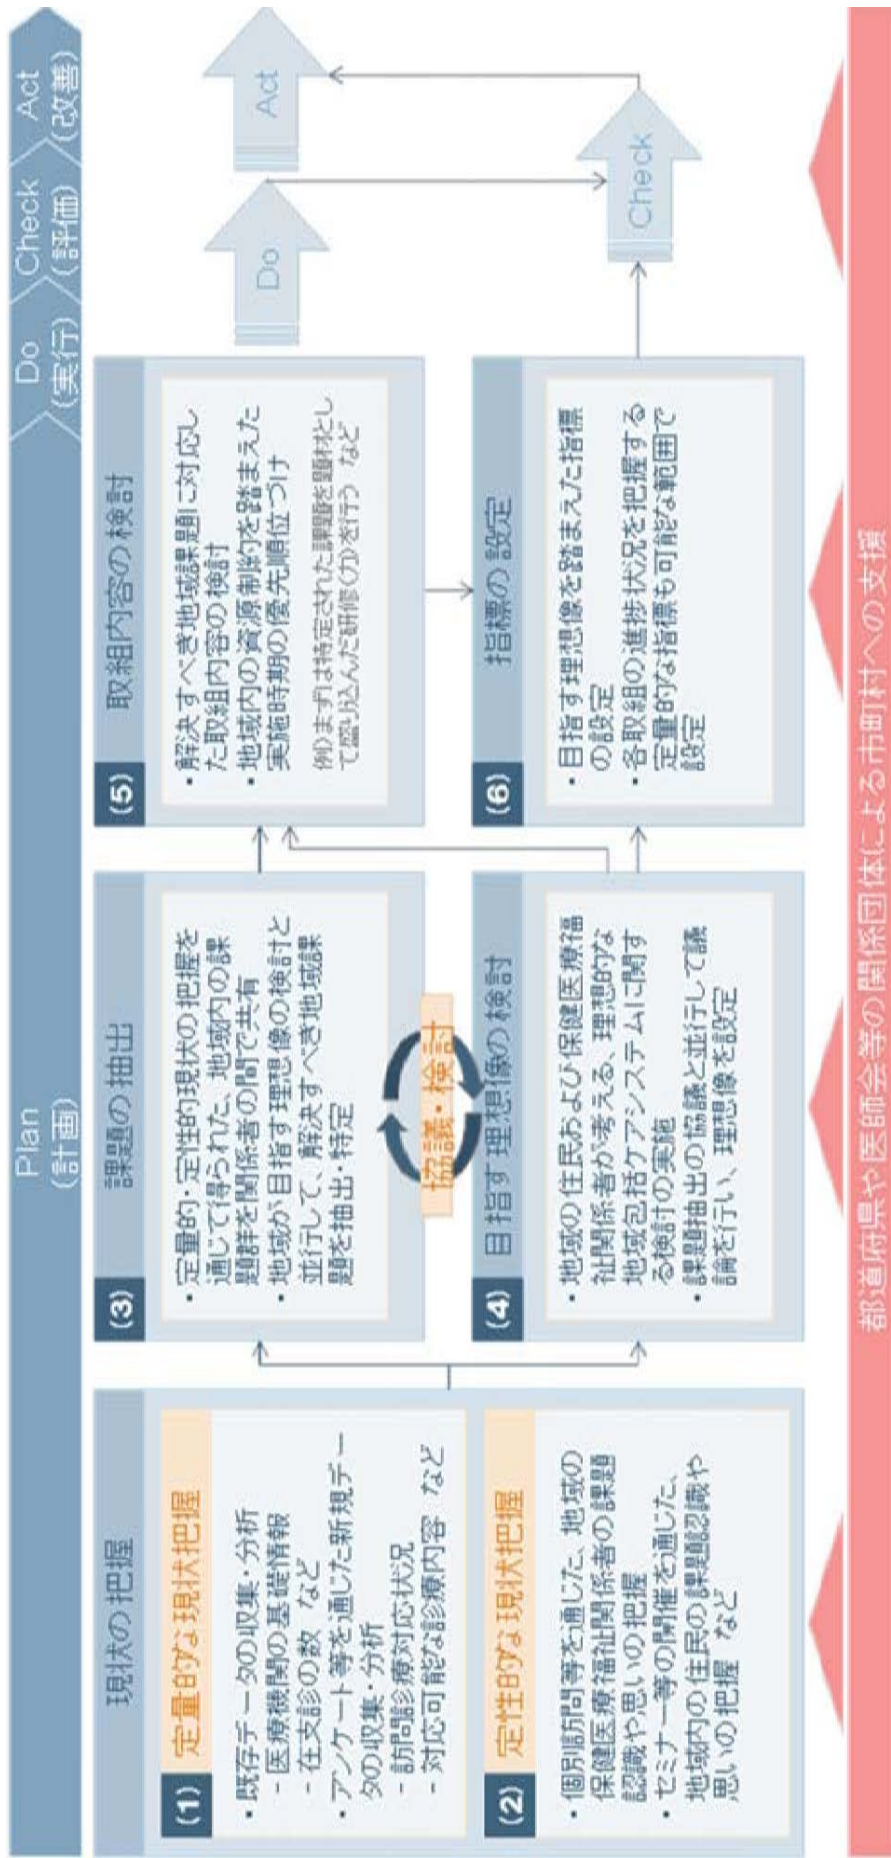 Plan
(計画)
Do
(実行)
Check
(評価)
Act
(改善)
現状の把握
(1) 定量的な現状把握
• 既存データの収集・分析
- 医療機関の基礎情報
- 在支診の数 など
• アンケート等を通じた新規デー
タの収集・分析
- 訪問診療対応状況
- 対応可能な診療内容 など
(2) 定性的な現状把握
• 個別訪問等を通じた、地域の
保健医療福祉関係者の課題
認識や思いの把握
• セミナー等の開催を通じた、
地域内の住民の課題認識や
思いの把握 など
(3) 課題の抽出
• 定量的・定性的現状の把握を
通じて得られた、地域内の課
題群を関係者の間で共有
• 地域が目指す理想像の検討と
並行して、解決すべき地域課
題を抽出・特定
協議・検討
(4) 目指す理想像の検討
• 地域の住民および保健医療福
祉関係者が考える、理想的な
地域包括ケアシステムに関す
る検討の実施
• 課題抽出の協議と並行して議
論を行い、理想像を設定
(5) 取組内容の検討
• 解決すべき地域課題に対応し
た取組内容の検討
• 地域内の資源制約を踏まえた
実施時期の優先順位づけ
例)まずは特定された課題を題材とし
て盛り込んだ研修(力)を行う など
(6) 指標の設定
• 目指す理想像を踏まえた指標
の設定
• 各取組の進捗状況を把握する
定量的な指標も可能な範囲で
設定
Do
Act
Check
都道府県や医師会等の関係団体による市町村への支援